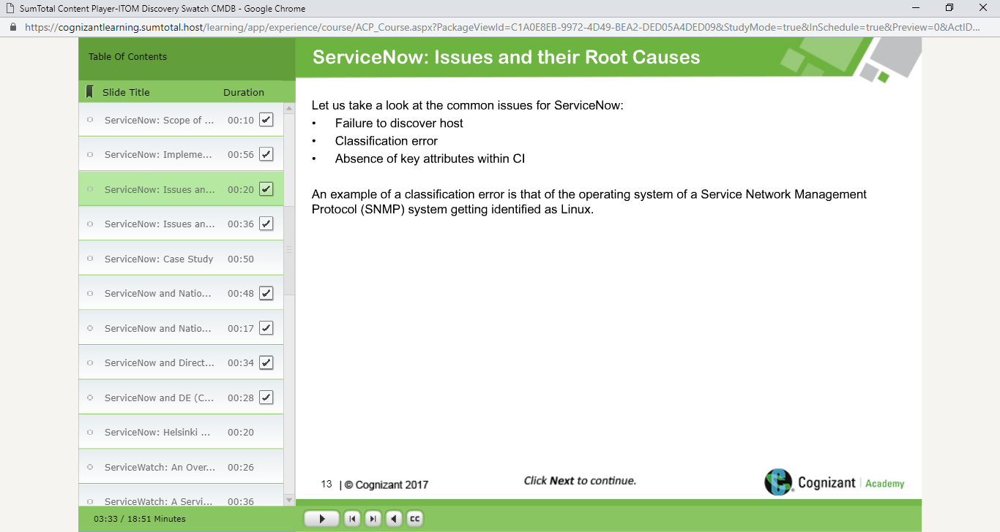 SumTotal Content Player-ITOM Discovery Swatch CMDB - Google Chrome
https://cognizantlearning.sumtotal.host/learning/app/experience/course/ACP_Course.aspx?PackageViewId=C1A0E8EB-9972-4D49-BEA2-DED05A4DED09&StudyMode=true&InSchedule=true&Preview=0&ActID...
Table Of Contents
Slide Title Duration
ServiceNow: Scope of ... 00:10
ServiceNow: Impleme... 00:56
ServiceNow: Issues an... 00:20
ServiceNow: Issues an... 00:36
ServiceNow: Case Study 00:50
ServiceNow and Natio... 00:48
ServiceNow and Natio... 00:17
ServiceNow and Direct... 00:34
ServiceNow and DE (C... 00:28
ServiceNow: Helsinki ... 00:20
ServiceWatch: An Over... 00:26
ServiceWatch: A Servi... 00:36
03:33 / 18:51 Minutes
ServiceNow: Issues and their Root Causes
Let us take a look at the common issues for ServiceNow:
• Failure to discover host
• Classification error
• Absence of key attributes within CI
An example of a classification error is that of the operating system of a Service Network Management
Protocol (SNMP) system getting identified as Linux.
13 | © Cognizant 2017
Click Next to continue.
Cognizant | Academy
CC